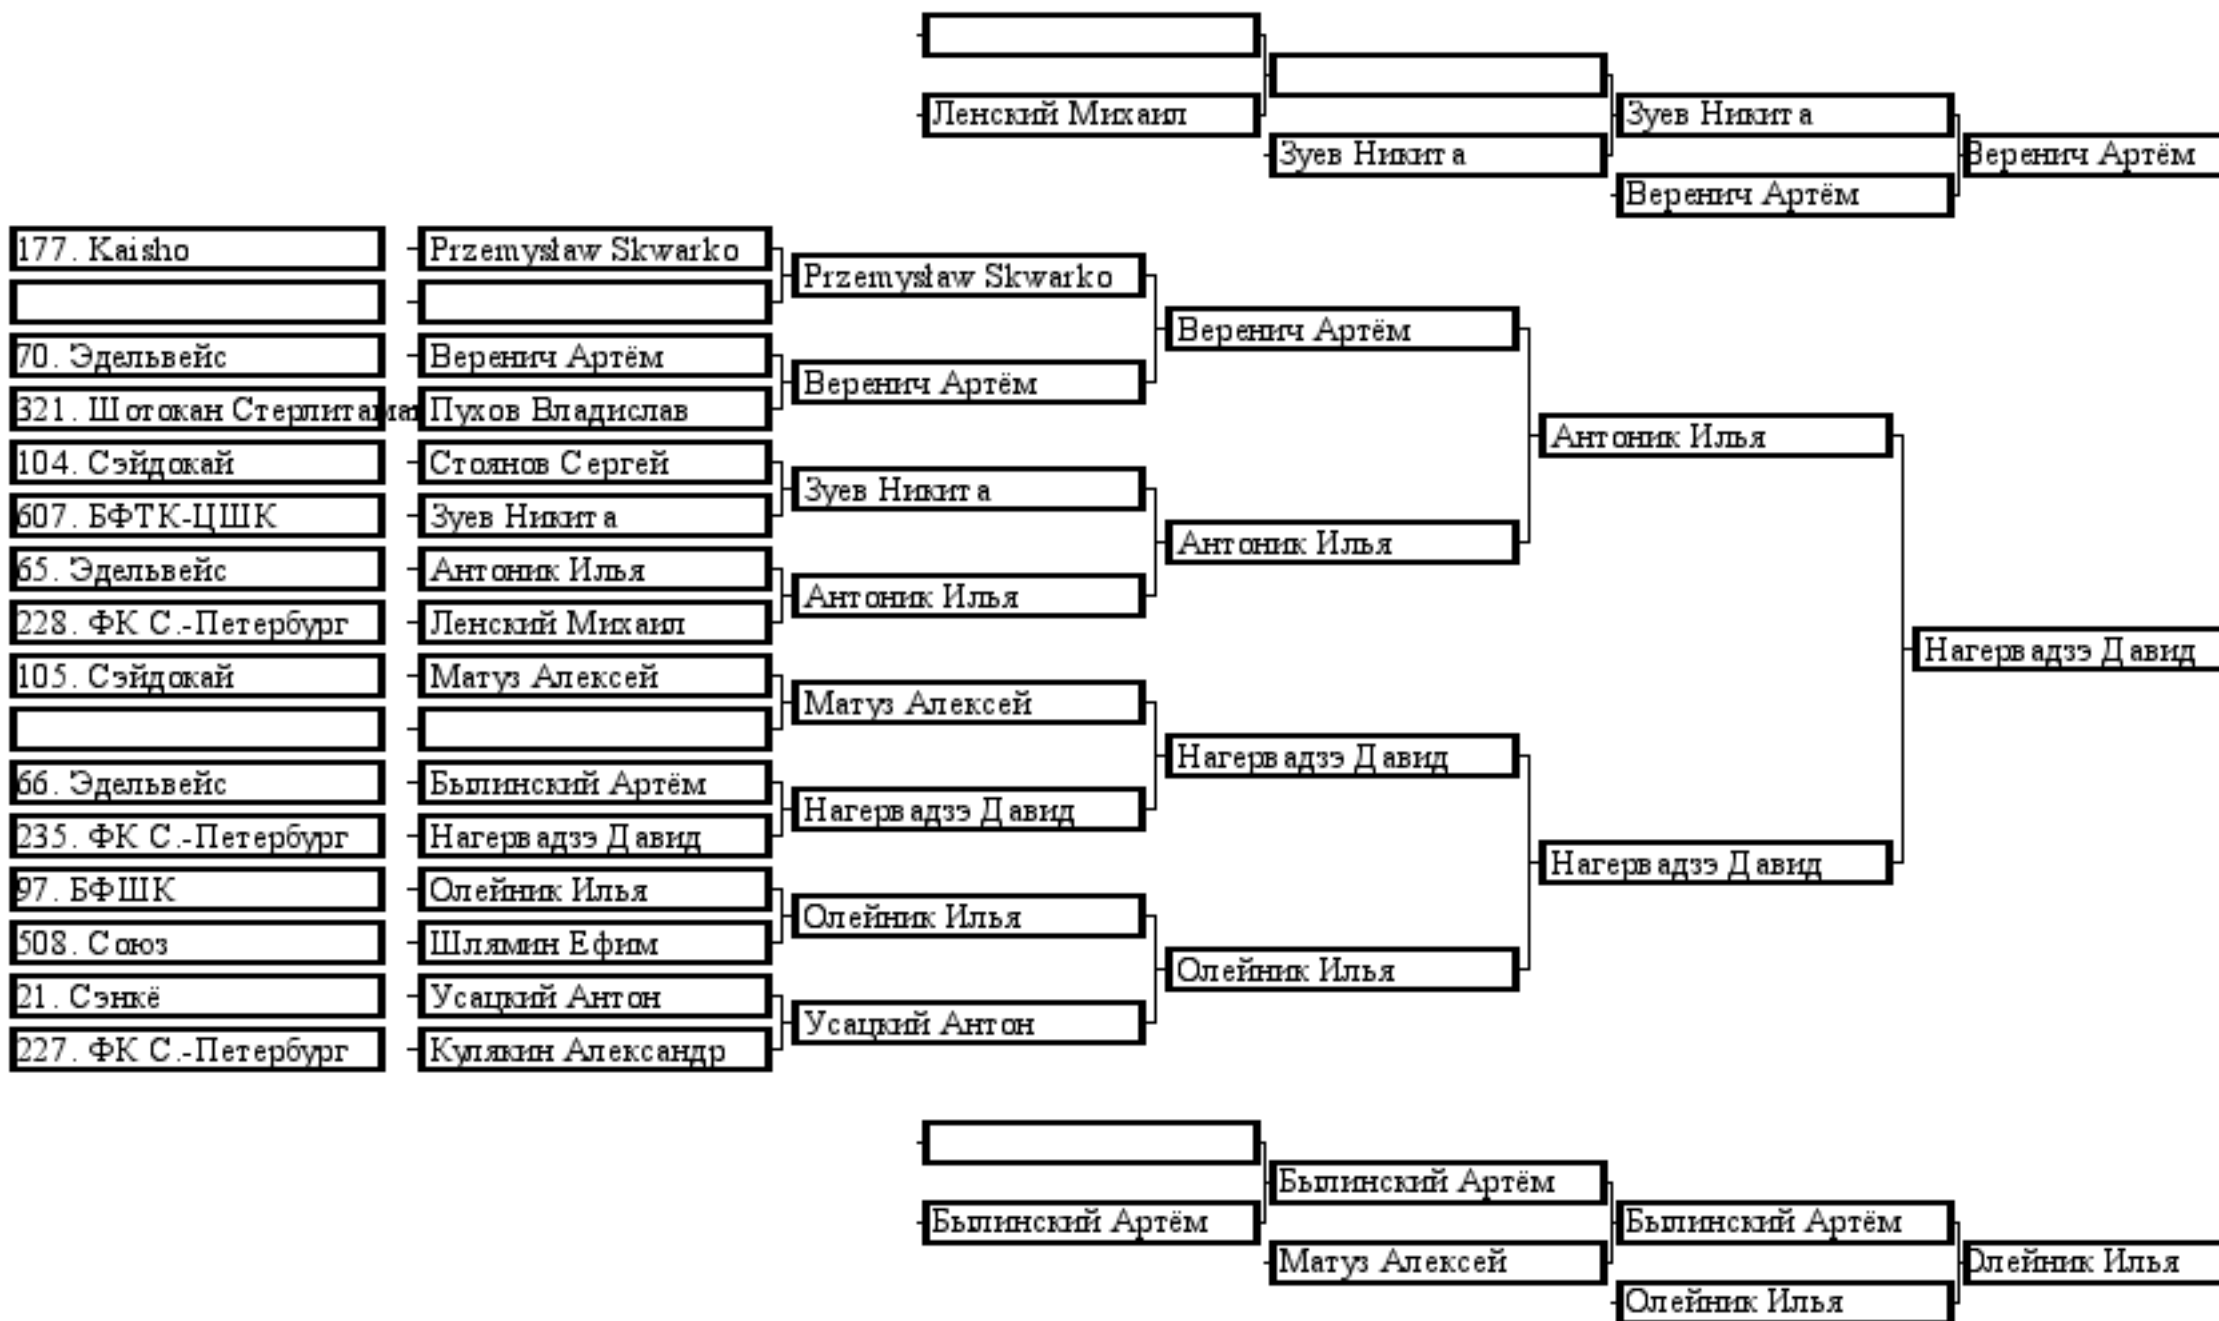 Ленский Михаил
Зуев Никита
Зуев Никита
Веренич Артём
Веренич Артём
177. Kaisho
Przemysław Skwarko
Przemysław Skwarko
Веренич Артём
70. Эдельвейс
Веренич Артём
Веренич Артём
321. Шотокан Стерлитамак
Пухов Владислав
Антоник Илья
104. Сэйдокай
Стоянов Сергей
Зуев Никита
607. БФТК-ЦШК
Зуев Никита
Антоник Илья
65. Эдельвейс
Антоник Илья
Антоник Илья
228. ФК С.-Петербург
Ленский Михаил
Нагервадзэ Давид
105. Сэйдокай
Матуз Алексей
Матуз Алексей
Нагервадзэ Давид
66. Эдельвейс
Былинский Артём
Нагервадзэ Давид
235. ФК С.-Петербург
Нагервадзэ Давид
Нагервадзэ Давид
97. БФШК
Олейник Илья
Олейник Илья
508. Союз
Шлямин Ефим
Олейник Илья
21. Сэнкё
Усацкий Антон
Усацкий Антон
227. ФК С.-Петербург
Кулякин Александр
Былинский Артём
Былинский Артём
Былинский Артём
Матуз Алексей
Олейник Илья
Олейник Илья